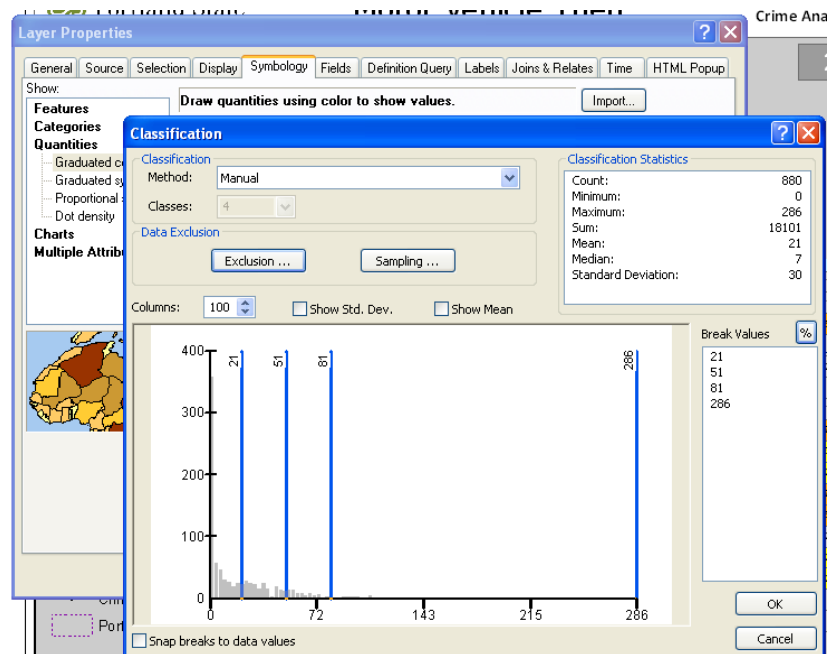 Crime Ana
Layer Properties
General Source Selection Display Symbology Fields Definition Query Labels Joins & Relates Time HTML Popup
Show:
Features
Categories
Quantities
Graduated co
Graduated sy
Proportional s
Dot density
Charts
Multiple Attrib
Draw quantities using color to show values.
Import...
Classification
Classification
Method: Manual
Classes: 4
Data Exclusion
Exclusion ...
Sampling ...
Classification Statistics
Count: 880
Minimum: 0
Maximum: 286
Sum: 18101
Mean: 21
Median: 7
Standard Deviation: 30
Columns: 100
Show Std. Dev.
Show Mean
Break Values %
21
51
81
286
400
300
200
100
0
21 51 81 286
0 72 143 215 286
Snap breaks to data values
OK
Cancel
Port